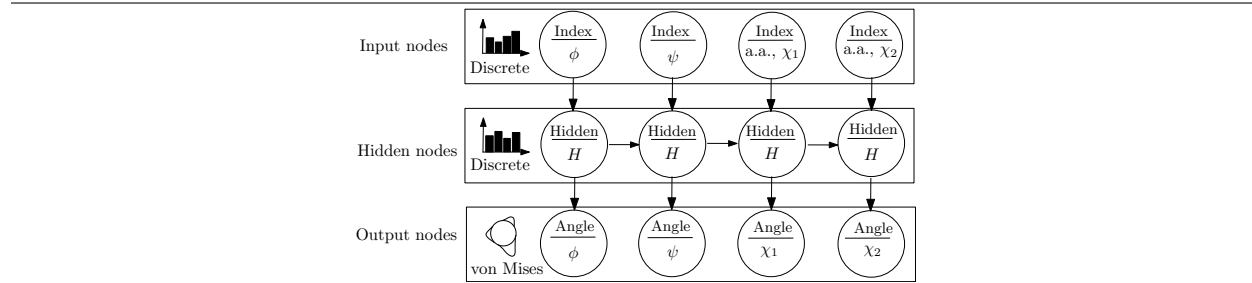 Input nodes
Discrete
Index
ϕ
Index
ψ
Index
a.a., χ1
Index
a.a., χ2
Hidden nodes
Discrete
Hidden
H
Hidden
H
Hidden
H
Hidden
H
Output nodes
von Mises
Angle
ϕ
Angle
ψ
Angle
χ1
Angle
χ2